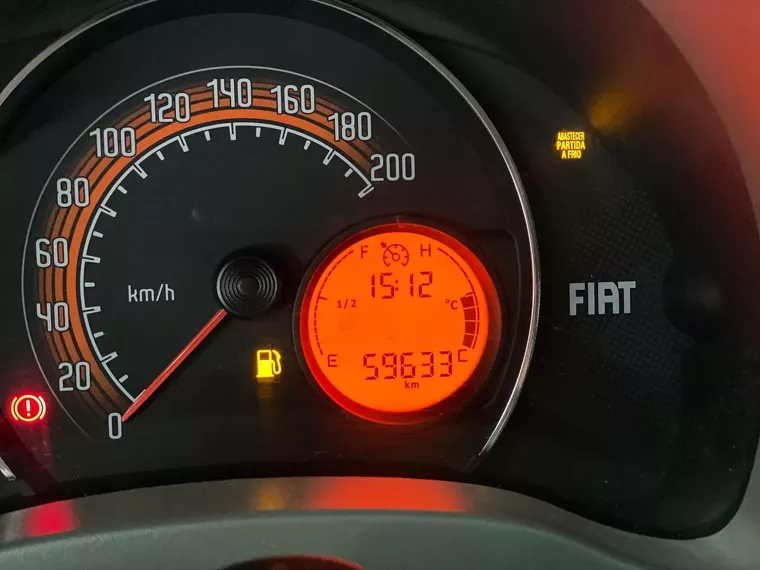 0
20
40
60
80
100
120
140
160
180
200
km/h
F H
15:12
1/2 °C
E C
59633
km
ABASTECER
PARTIDA
A FRIO
FIAT